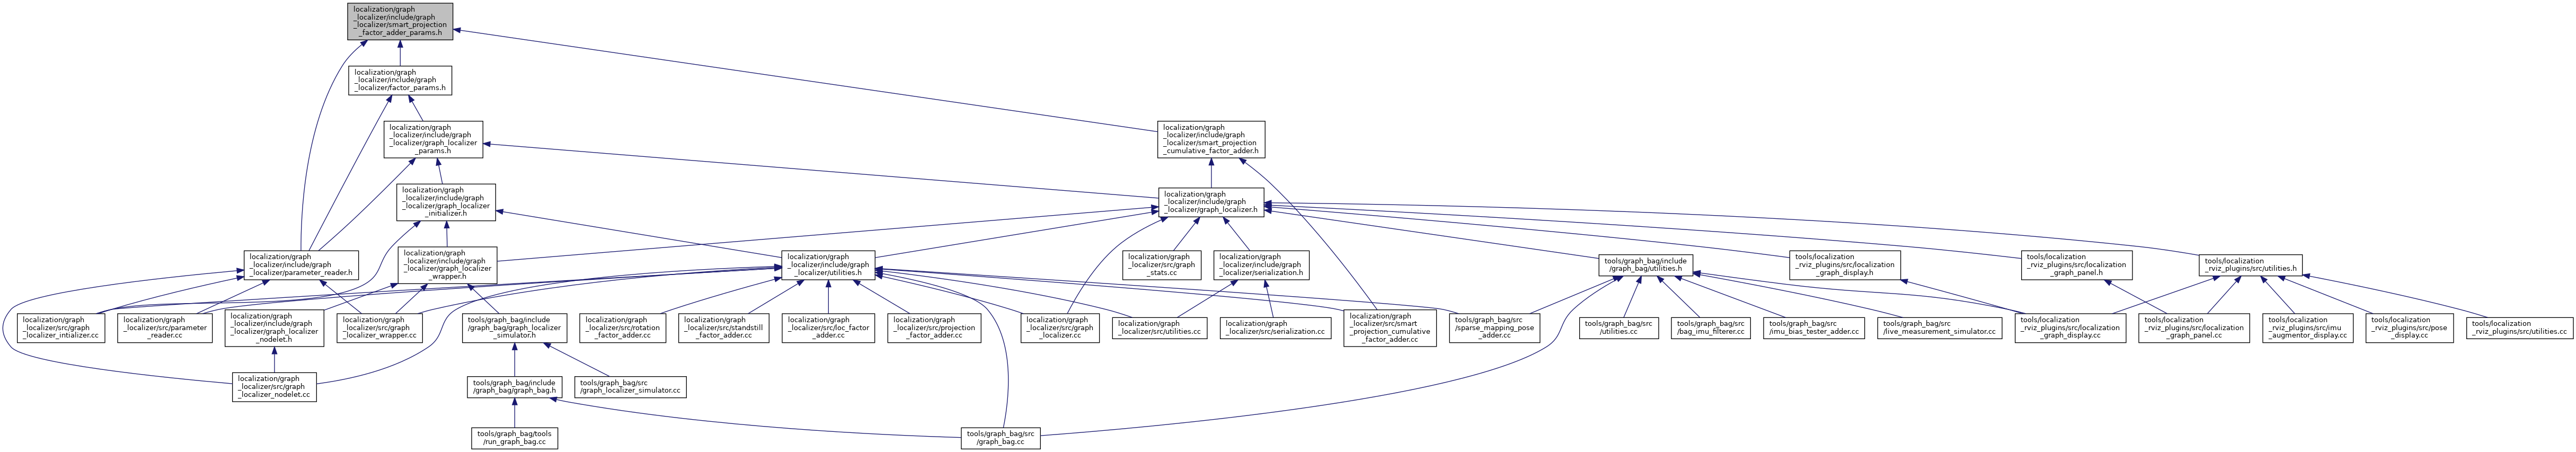 localization/graph
_localizer/include/graph
_localizer/smart_projection
_factor_adder_params.h
localization/graph
_localizer/include/graph
_localizer/factor_params.h
localization/graph
_localizer/include/graph
_localizer/graph_localizer
_params.h
localization/graph
_localizer/include/graph
_localizer/smart_projection
_cumulative_factor_adder.h
localization/graph
_localizer/include/graph
_localizer/graph_localizer
_initializer.h
localization/graph
_localizer/include/graph
_localizer/graph_localizer.h
localization/graph
_localizer/include/graph
_localizer/parameter_reader.h
localization/graph
_localizer/include/graph
_localizer/graph_localizer
_wrapper.h
localization/graph
_localizer/include/graph
_localizer/utilities.h
localization/graph
_localizer/src/graph
_stats.cc
localization/graph
_localizer/include/graph
_localizer/serialization.h
tools/graph_bag/include
/graph_bag/utilities.h
tools/localization
_rviz_plugins/src/localization
_graph_display.h
tools/localization
_rviz_plugins/src/localization
_graph_panel.h
tools/localization
_rviz_plugins/src/utilities.h
localization/graph
_localizer/src/graph
_localizer_intializer.cc
localization/graph
_localizer/src/parameter
_reader.cc
localization/graph
_localizer/include/graph
_localizer/graph_localizer
_nodelet.h
localization/graph
_localizer/src/graph
_localizer_wrapper.cc
tools/graph_bag/include
/graph_bag/graph_localizer
_simulator.h
localization/graph
_localizer/src/rotation
_factor_adder.cc
localization/graph
_localizer/src/standstill
_factor_adder.cc
localization/graph
_localizer/src/loc_factor
_adder.cc
localization/graph
_localizer/src/projection
_factor_adder.cc
localization/graph
_localizer/src/graph
_localizer.cc
localization/graph
_localizer/src/utilities.cc
localization/graph
_localizer/src/serialization.cc
localization/graph
_localizer/src/smart
_projection_cumulative
_factor_adder.cc
tools/graph_bag/src
/sparse_mapping_pose
_adder.cc
tools/graph_bag/src
/utilities.cc
tools/graph_bag/src
/bag_imu_filterer.cc
tools/graph_bag/src
/imu_bias_tester_adder.cc
tools/graph_bag/src
/live_measurement_simulator.cc
tools/localization
_rviz_plugins/src/localization
_graph_display.cc
tools/localization
_rviz_plugins/src/localization
_graph_panel.cc
tools/localization
_rviz_plugins/src/imu
_augmentor_display.cc
tools/localization
_rviz_plugins/src/pose
_display.cc
tools/localization
_rviz_plugins/src/utilities.cc
localization/graph
_localizer/src/graph
_localizer_nodelet.cc
tools/graph_bag/include
/graph_bag/graph_bag.h
tools/graph_bag/src
/graph_localizer_simulator.cc
tools/graph_bag/tools
/run_graph_bag.cc
tools/graph_bag/src
/graph_bag.cc